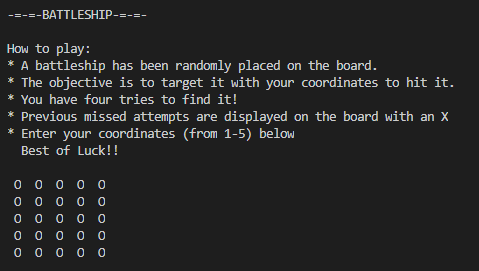 -=-=-BATTLESHIP-=-=-
How to play:
* A battleship has been randomly placed on the board.
* The objective is to target it with your coordinates to hit it.
* You have four tries to find it!
* Previous missed attempts are displayed on the board with an X
* Enter your coordinates (from 1-5) below
Best of Luck!!
O O O O O
O O O O O
O O O O O
O O O O O
O O O O O